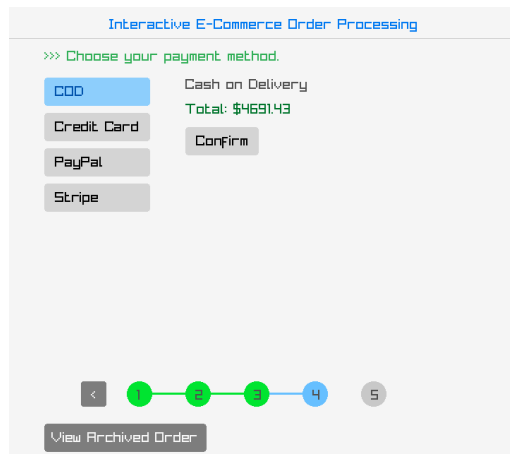 Interactive E-Commerce Order Processing
>>> Choose your payment method.
COD
Cash on Delivery
Total: $4691.43
Credit Card
Confirm
PayPal
Stripe
<
1 2 3 4 5
View Archived Order